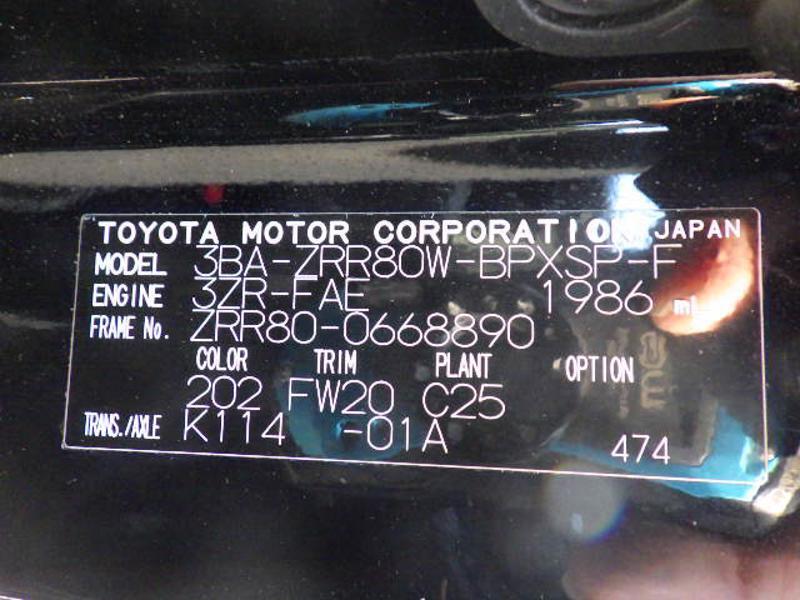 TOYOTA MOTOR CORPORATION JAPAN
MODEL 3BA-ZRR80W-BPXSP-F
ENGINE 3ZR-FAE 1986 mL
FRAME No. ZRR80-0668890
COLOR TRIM PLANT OPTION
202 FW20 C25
TRANS./AXLE K114 -01A
474